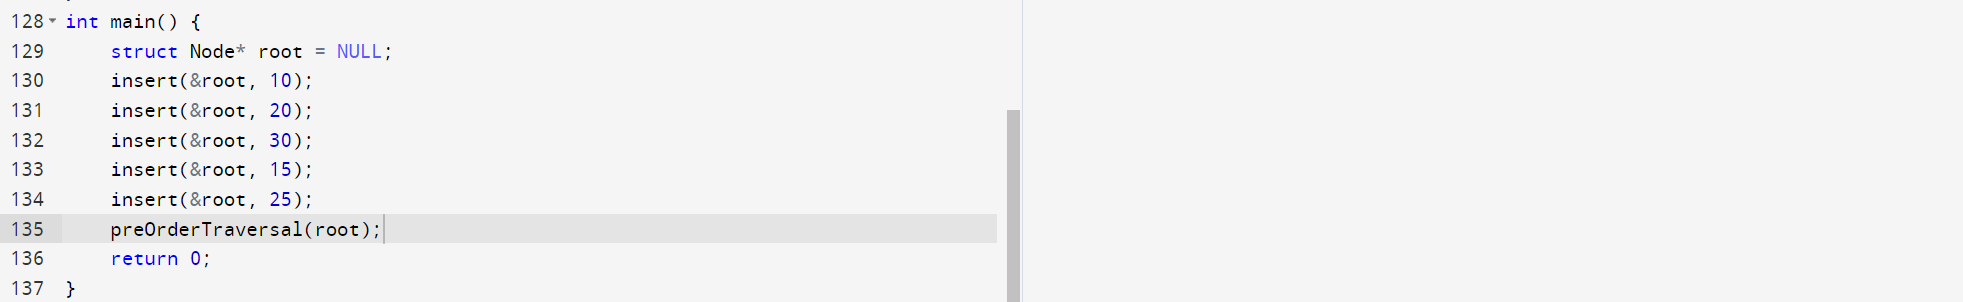 128 int main() {
129     struct Node* root = NULL;
130     insert(&root, 10);
131     insert(&root, 20);
132     insert(&root, 30);
133     insert(&root, 15);
134     insert(&root, 25);
135     preOrderTraversal(root);
136     return 0;
137 }